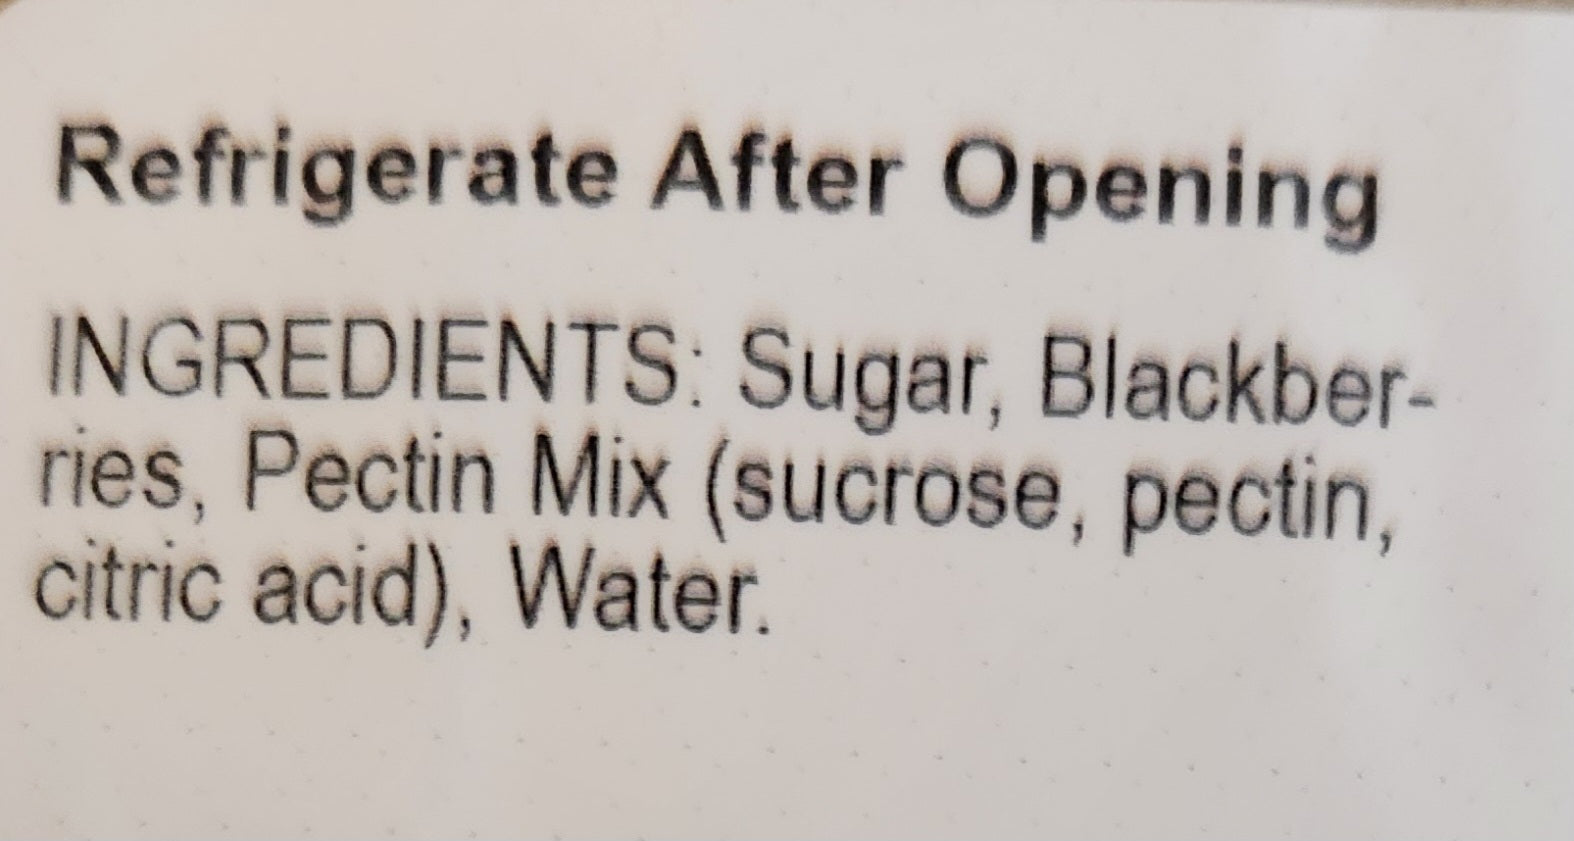 Refrigerate After Opening
INGREDIENTS: Sugar, Blackber-
ries, Pectin Mix (sucrose, pectin,
citric acid), Water.